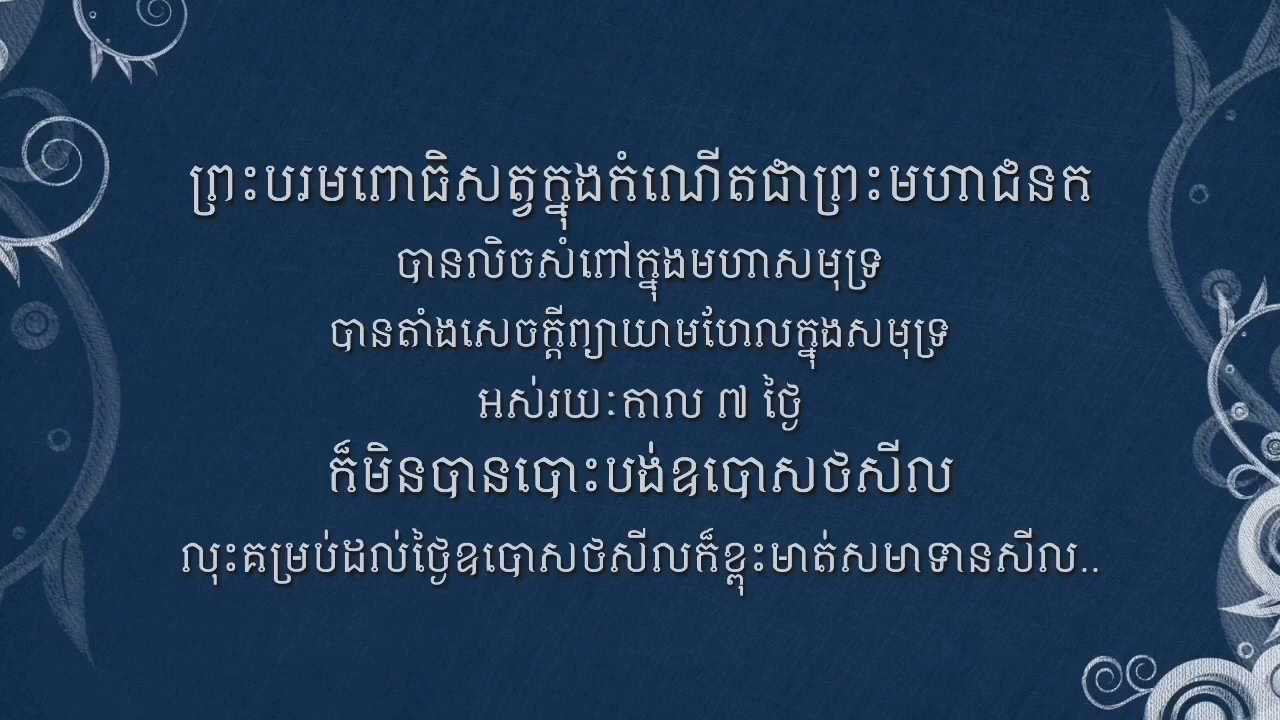 ព្រះបរមពោធិសត្វក្នុងកំណើតជាព្រះមហាជនក
បានលិចសំពៅក្នុងមហាសមុទ្រ
បានតាំងសេចក្តីព្យាយាមហែលក្នុងសមុទ្រ
អស់រយៈកាល ៧ ថ្ងៃ
ក៏មិនបានបោះបង់ឧបោសថសីល
លុះគម្រប់ដល់ថ្ងៃឧបោសថសីលក៏ខ្ពុះមាត់សមាទានសីល..